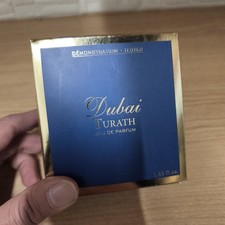 DÉMONSTRATION - TESTER
Dubai
TURATH
EAU DE PARFUM